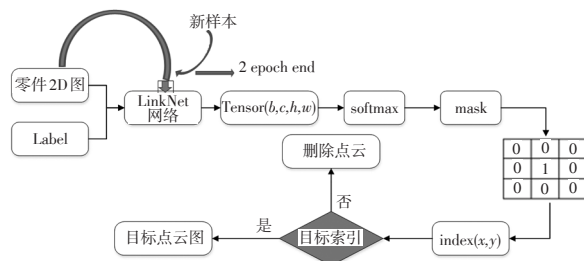 新样本
2 epoch end
零件2D图
LinkNet
网络
Tensor(b,c,h,w)
softmax
mask
Label
0 0 0
0 1 0
0 0 0
删除点云
否
是
目标点云图
目标索引
index(x,y)